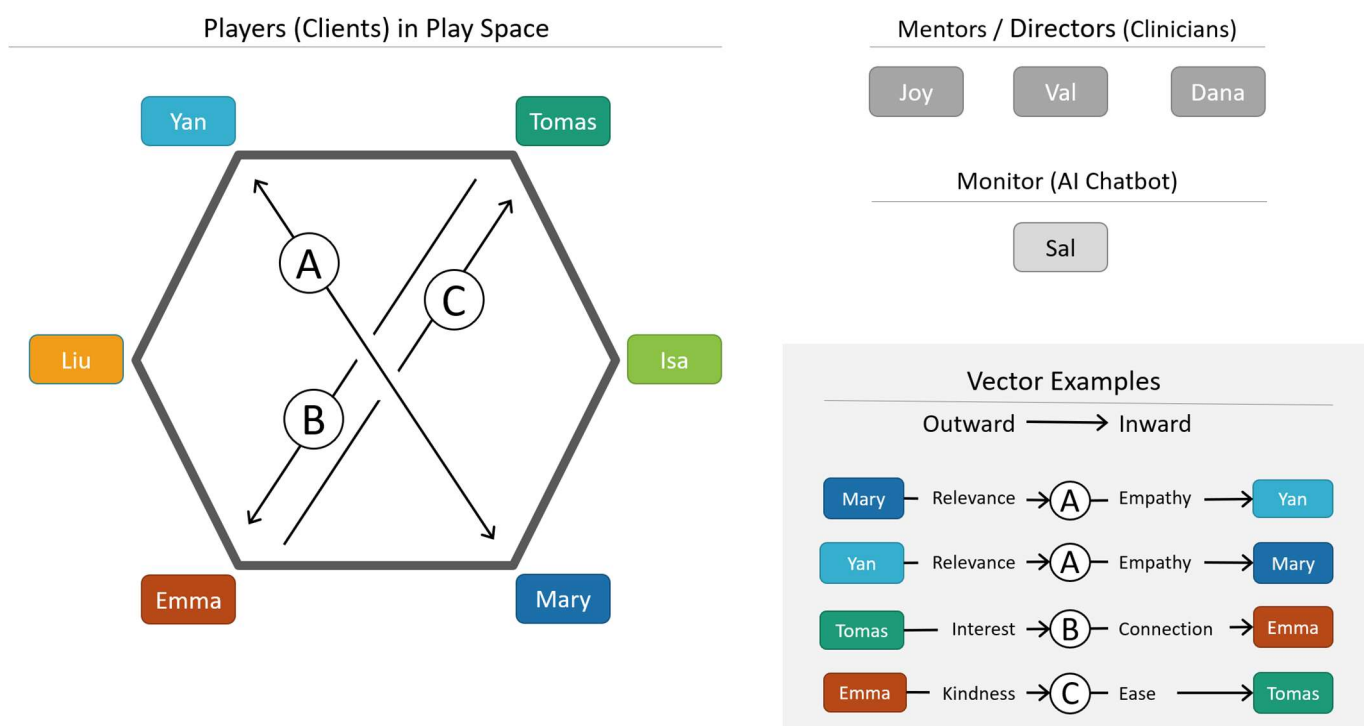 Players (Clients) in Play Space
Yan
Tomas
A
C
Liu
Isa
B
Emma
Mary
Mentors / Directors (Clinicians)
Joy Val Dana
Monitor (AI Chatbot)
Sal
Vector Examples
Outward Inward
Mary Relevance A Empathy Yan
Yan Relevance A Empathy Mary
Tomas Interest B Connection Emma
Emma Kindness C Ease Tomas